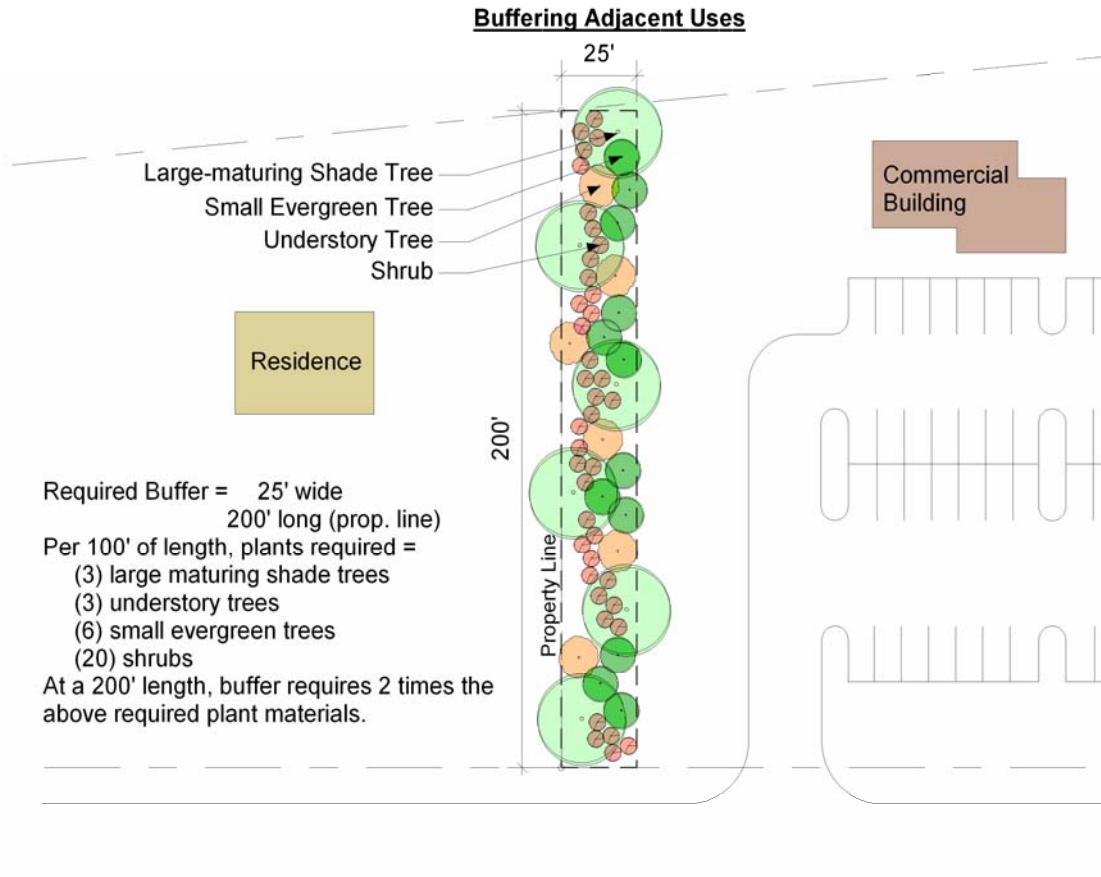 Buffering Adjacent Uses
25'
Large-maturing Shade Tree
Small Evergreen Tree
Understory Tree
Shrub
Commercial
Building
Residence
200'
Required Buffer = 25' wide
200' long (prop. line)
Per 100' of length, plants required =
(3) large maturing shade trees
(3) understory trees
(6) small evergreen trees
(20) shrubs
At a 200' length, buffer requires 2 times the
above required plant materials.
Property Line